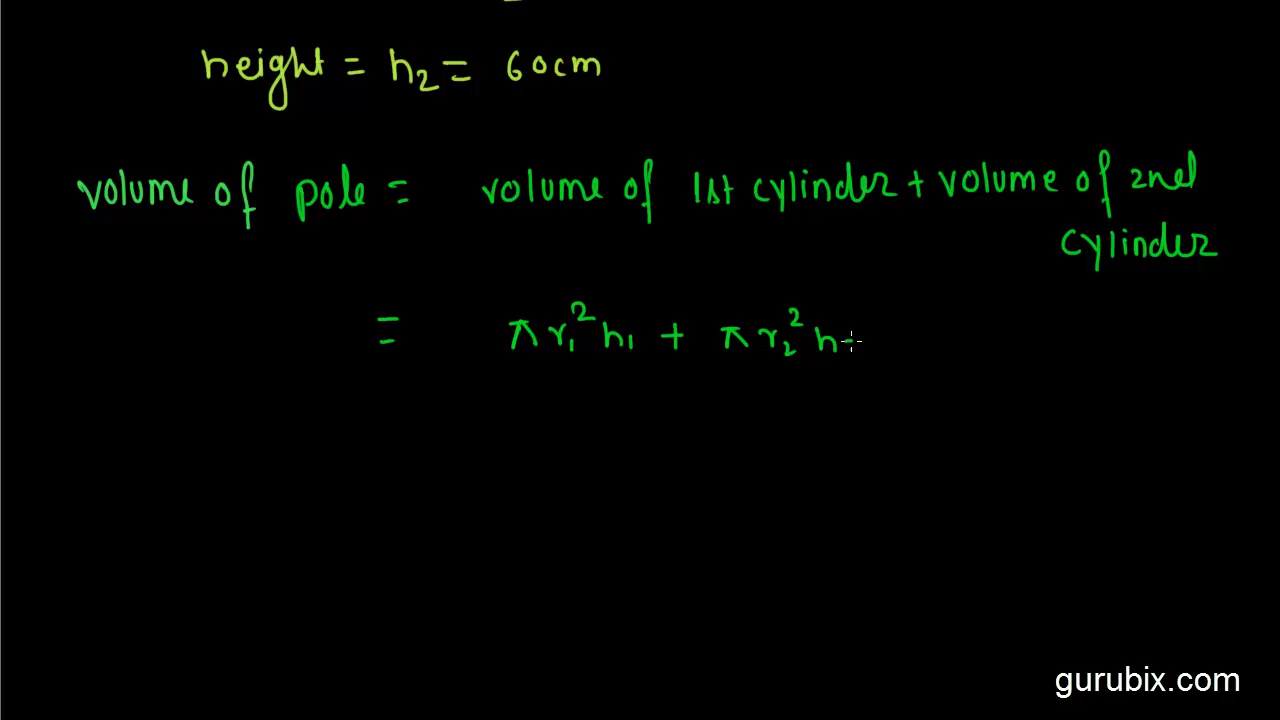 height = h₂ = 60cm
volume of pole = volume of 1st cylinder + volume of 2nd
cylinder
= πr₁²h₁ + πr₂²h
gurubix.com